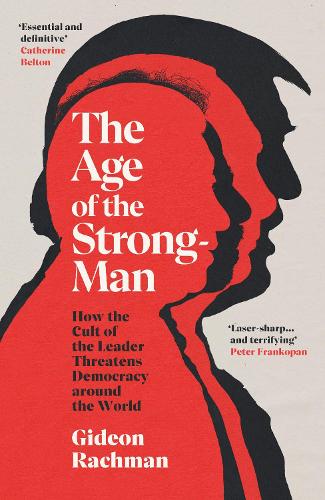 ‘Essential and
definitive’
Catherine
Belton
The
Age
of the
Strong-
Man
How the
Cult of
the Leader
Threatens
Democracy
around
the World
‘Laser-sharp...
and terrifying’
Peter Frankopan
Gideon
Rachman